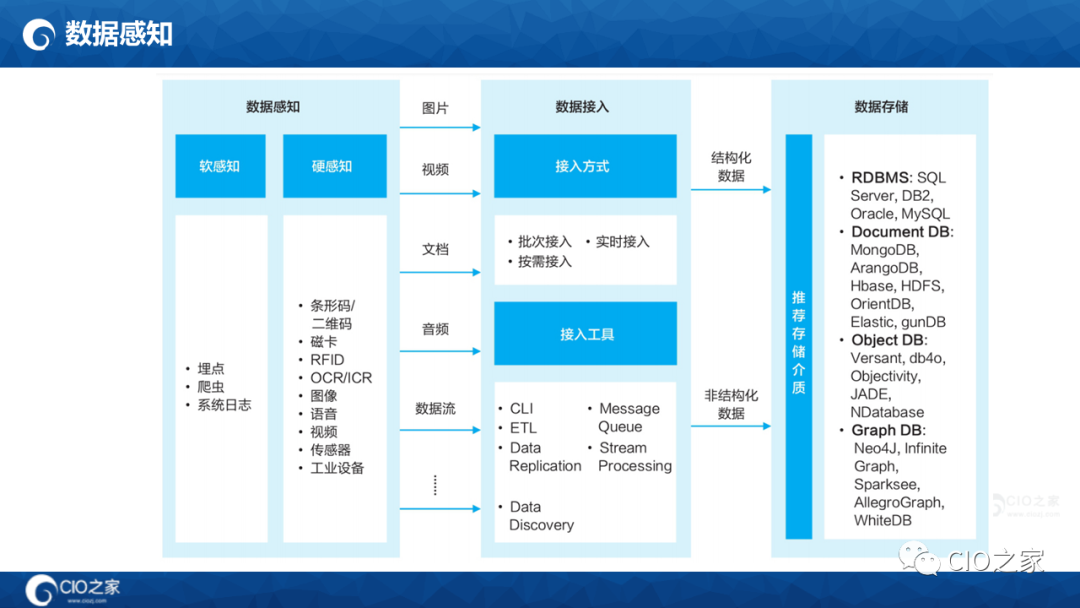 数据感知
数据感知
软感知
硬感知
• 埋点
• 爬虫
• 系统日志
• 条形码/
二维码
• 磁卡
• RFID
• OCR/ICR
• 图像
• 语音
• 视频
• 传感器
• 工业设备
图片
视频
文档
音频
数据流
数据接入
接入方式
• 批次接入 • 实时接入
• 按需接入
接入工具
• CLI
• ETL
• Data
Replication
• Data
Discovery
• Message
Queue
• Stream
Processing
结构化
数据
非结构化
数据
数据存储
推荐存储介质
• RDBMS: SQL
Server, DB2,
Oracle, MySQL
• Document DB:
MongoDB,
ArangoDB,
Hbase, HDFS,
OrientDB,
Elastic, gunDB
• Object DB:
Versant, db4o,
Objectivity,
JADE,
NDatabase
• Graph DB:
Neo4J, Infinite
Graph,
Sparksee,
AllegroGraph,
WhiteDB
CIO之家
www.ciozj.com
CIO之家
CIO之家
www.ciozj.com